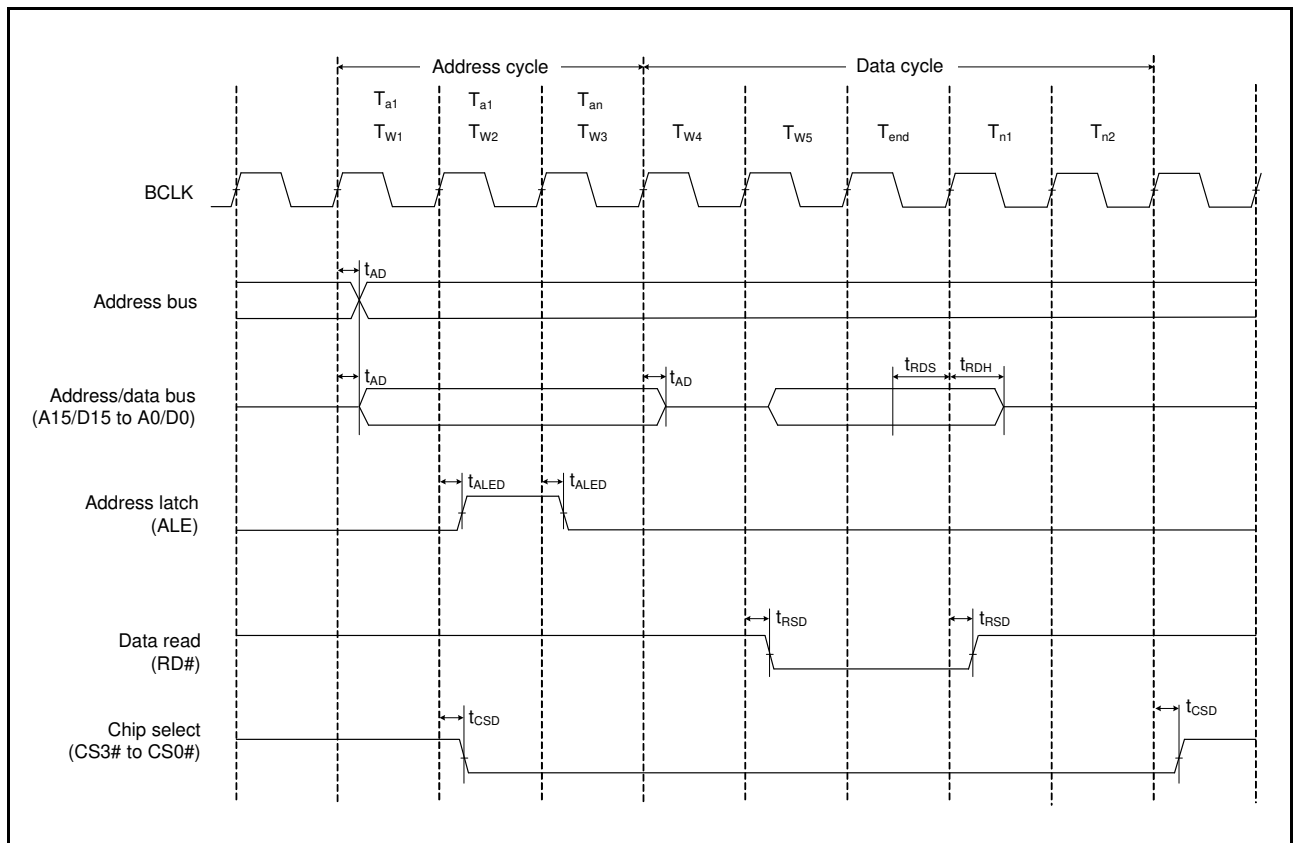 Address cycle Data cycle
Ta1 Ta1 Tan
TW1 TW2 TW3 TW4 TW5 Tend Tn1 Tn2
BCLK
tAD
Address bus
tRDS tRDH
tAD tAD
Address/data bus
(A15/D15 to A0/D0)
tALED tALED
Address latch
(ALE)
tRSD tRSD
Data read
(RD#)
tCSD tCSD
Chip select
(CS3# to CS0#)